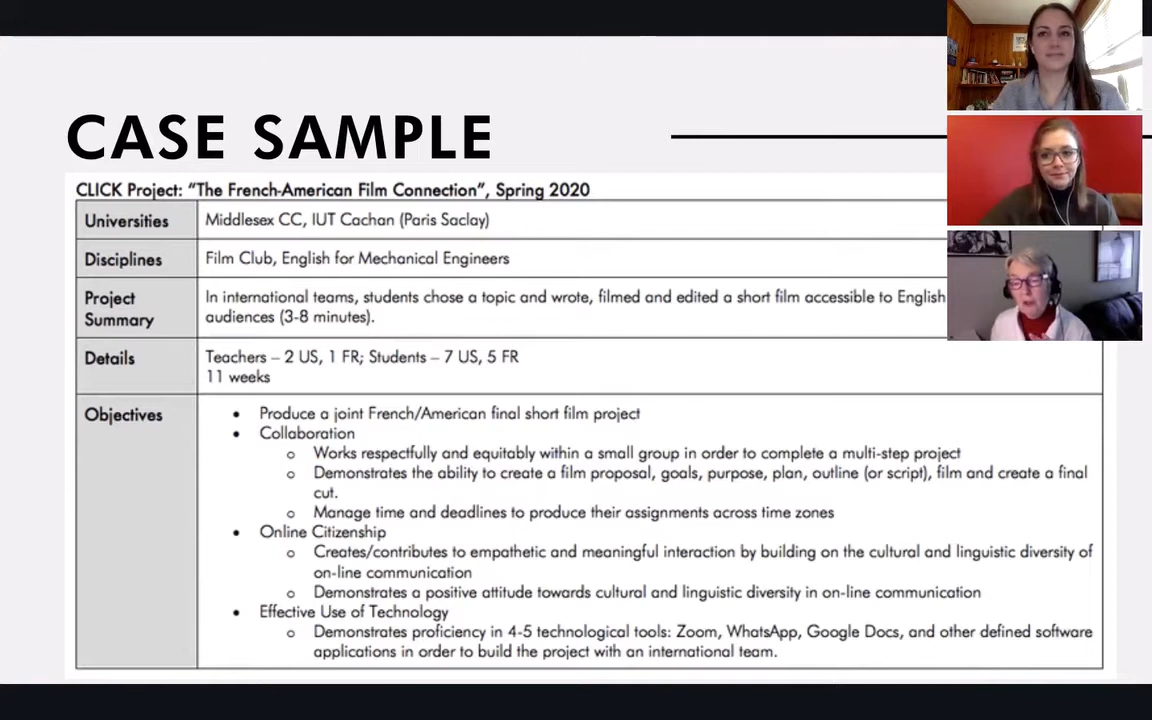 CASE SAMPLE
CLICK Project: “The French-American Film Connection”, Spring 2020
Universities
Middlesex CC, IUT Cachan (Paris Saclay)
Disciplines
Film Club, English for Mechanical Engineers
Project
Summary
In international teams, students chose a topic and wrote, filmed and edited a short film accessible to English
audiences (3-8 minutes).
Details
Teachers – 2 US, 1 FR; Students – 7 US, 5 FR
11 weeks
Objectives
• Produce a joint French/American final short film project
• Collaboration
o Works respectfully and equitably within a small group in order to complete a multi-step project
o Demonstrates the ability to create a film proposal, goals, purpose, plan, outline (or script), film and create a final
cut.
o Manage time and deadlines to produce their assignments across time zones
• Online Citizenship
o Creates/contributes to empathetic and meaningful interaction by building on the cultural and linguistic diversity of
on-line communication
o Demonstrates a positive attitude towards cultural and linguistic diversity in on-line communication
• Effective Use of Technology
o Demonstrates proficiency in 4-5 technological tools: Zoom, WhatsApp, Google Docs, and other defined software
applications in order to build the project with an international team.